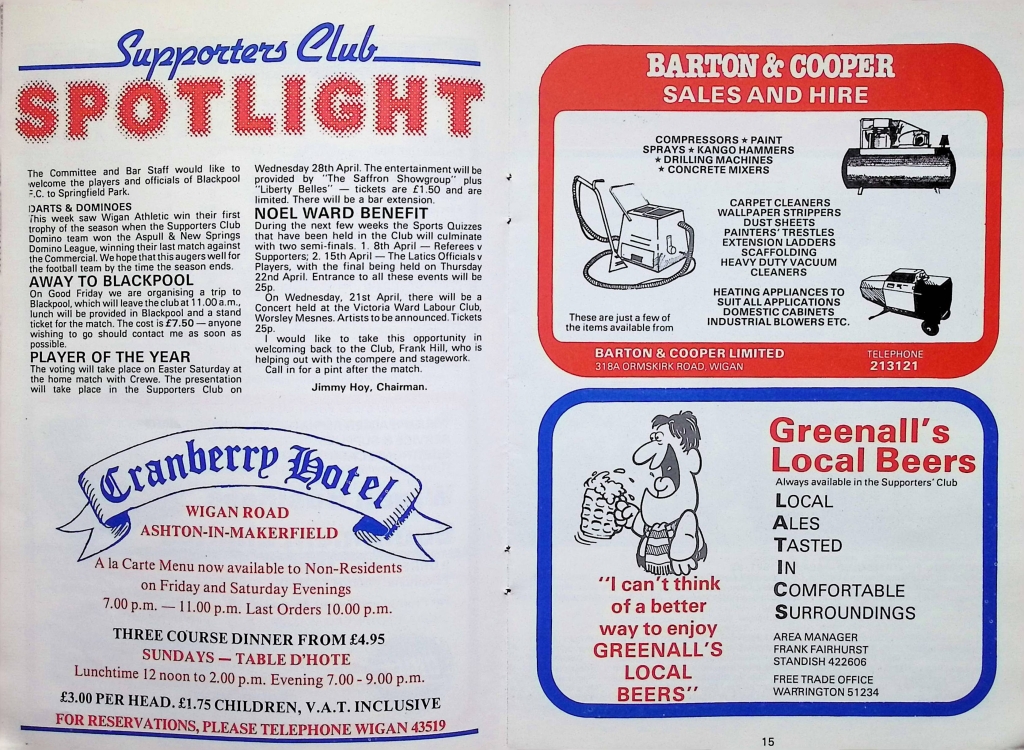 Supporters Club
SPOTLIGHT
The Committee and Bar Staff would like to
welcome the players and officials of Blackpool
F.C. to Springfield Park.
DARTS & DOMINOES
This week saw Wigan Athletic win their first
trophy of the season when the Supporters Club
Domino team won the Aspull & New Springs
Domino League, winning their last match against
the Commercial. We hope that this augers well for
the football team by the time the season ends.
AWAY TO BLACKPOOL
On Good Friday we are organising a trip to
Blackpool, which will leave the club at 11.00 a.m.,
lunch will be provided in Blackpool and a stand
ticket for the match. The cost is £7.50 — anyone
wishing to go should contact me as soon as
possible.
PLAYER OF THE YEAR
The voting will take place on Easter Saturday at
the home match with Crewe. The presentation
will take place in the Supporters Club on
Wednesday 28th April. The entertainment will be
provided by "The Saffron Showgroup" plus
"Liberty Belles" — tickets are £1.50 and are
limited. There will be a bar extension.
NOEL WARD BENEFIT
During the next few weeks the Sports Quizzes
that have been held in the Club will culminate
with two semi-finals. 1. 8th April — Referees v
Supporters; 2. 15th April — The Latics Officials v
Players, with the final being held on Thursday
22nd April. Entrance to all these events will be
25p.
On Wednesday, 21st April, there will be a
Concert held at the Victoria Ward Labour Club,
Worsley Mesnes. Artists to be announced. Tickets
25p.
I would like to take this opportunity in
welcoming back to the Club, Frank Hill, who is
helping out with the compere and stagework.
Call in for a pint after the match.
Jimmy Hoy, Chairman.
Cranberry Hotel
WIGAN ROAD
ASHTON-IN-MAKERFIELD
A la Carte Menu now available to Non-Residents
on Friday and Saturday Evenings
7.00 p.m. — 11.00 p.m. Last Orders 10.00 p.m.
THREE COURSE DINNER FROM £4.95
SUNDAYS — TABLE D'HOTE
Lunchtime 12 noon to 2.00 p.m. Evening 7.00 - 9.00 p.m.
£3.00 PER HEAD. £1.75 CHILDREN, V.A.T. INCLUSIVE
FOR RESERVATIONS, PLEASE TELEPHONE WIGAN 43519
BARTON & COOPER
SALES AND HIRE
COMPRESSORS ★ PAINT
SPRAYS ★ KANGO HAMMERS
★ DRILLING MACHINES
★ CONCRETE MIXERS
CARPET CLEANERS
WALLPAPER STRIPPERS
DUST SHEETS
PAINTERS' TRESTLES
EXTENSION LADDERS
SCAFFOLDING
HEAVY DUTY VACUUM
CLEANERS
HEATING APPLIANCES TO
SUIT ALL APPLICATIONS
DOMESTIC CABINETS
INDUSTRIAL BLOWERS ETC.
These are just a few of
the items available from
BARTON & COOPER LIMITED
318A ORMSKIRK ROAD, WIGAN
TELEPHONE
213121
Greenall's
Local Beers
Always available in the Supporters' Club
LOCAL
ALES
TASTED
IN
COMFORTABLE
SURROUNDINGS
"I can't think
of a better
way to enjoy
GREENALL'S
LOCAL
BEERS"
AREA MANAGER
FRANK FAIRHURST
STANDISH 422606
FREE TRADE OFFICE
WARRINGTON 51234
15